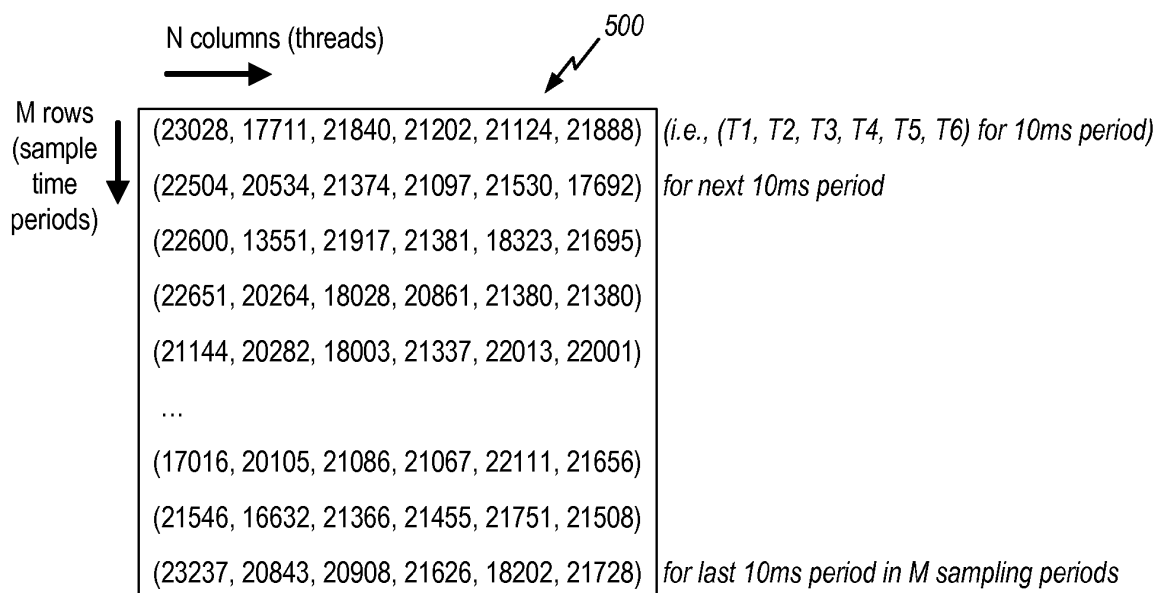 N columns (threads)
500
M rows
(sample
time
periods)
(23028, 17711, 21840, 21202, 21124, 21888) (i.e., (T1, T2, T3, T4, T5, T6) for 10ms period)
(22504, 20534, 21374, 21097, 21530, 17692) for next 10ms period
(22600, 13551, 21917, 21381, 18323, 21695)
(22651, 20264, 18028, 20861, 21380, 21380)
(21144, 20282, 18003, 21337, 22013, 22001)
...
(17016, 20105, 21086, 21067, 22111, 21656)
(21546, 16632, 21366, 21455, 21751, 21508)
(23237, 20843, 20908, 21626, 18202, 21728) for last 10ms period in M sampling periods